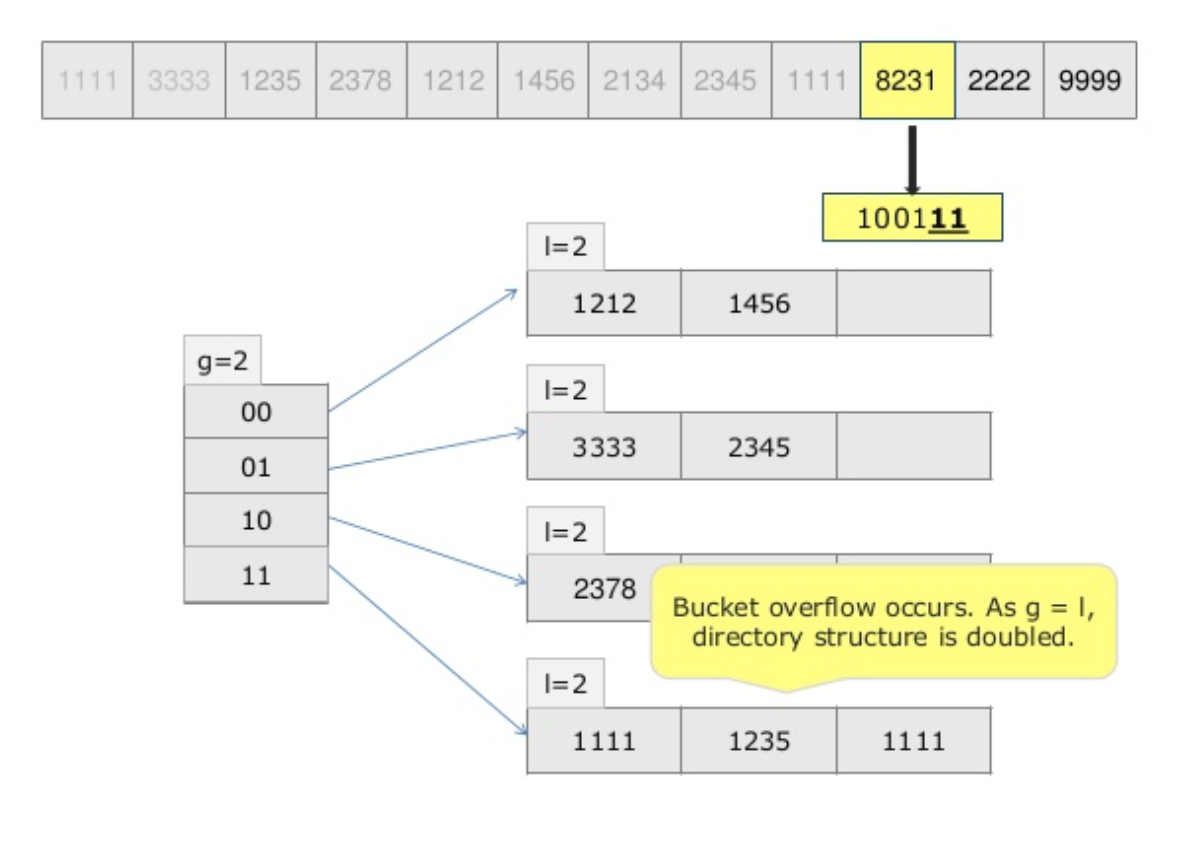 1111 3333 1235 2378 1212 1456 2134 2345 1111 8231 2222 9999
100111
l=2
1212 1456
g=2
00
01
10
11
l=2
3333 2345
l=2
2378
Bucket overflow occurs. As g = l,
directory structure is doubled.
l=2
1111 1235 1111